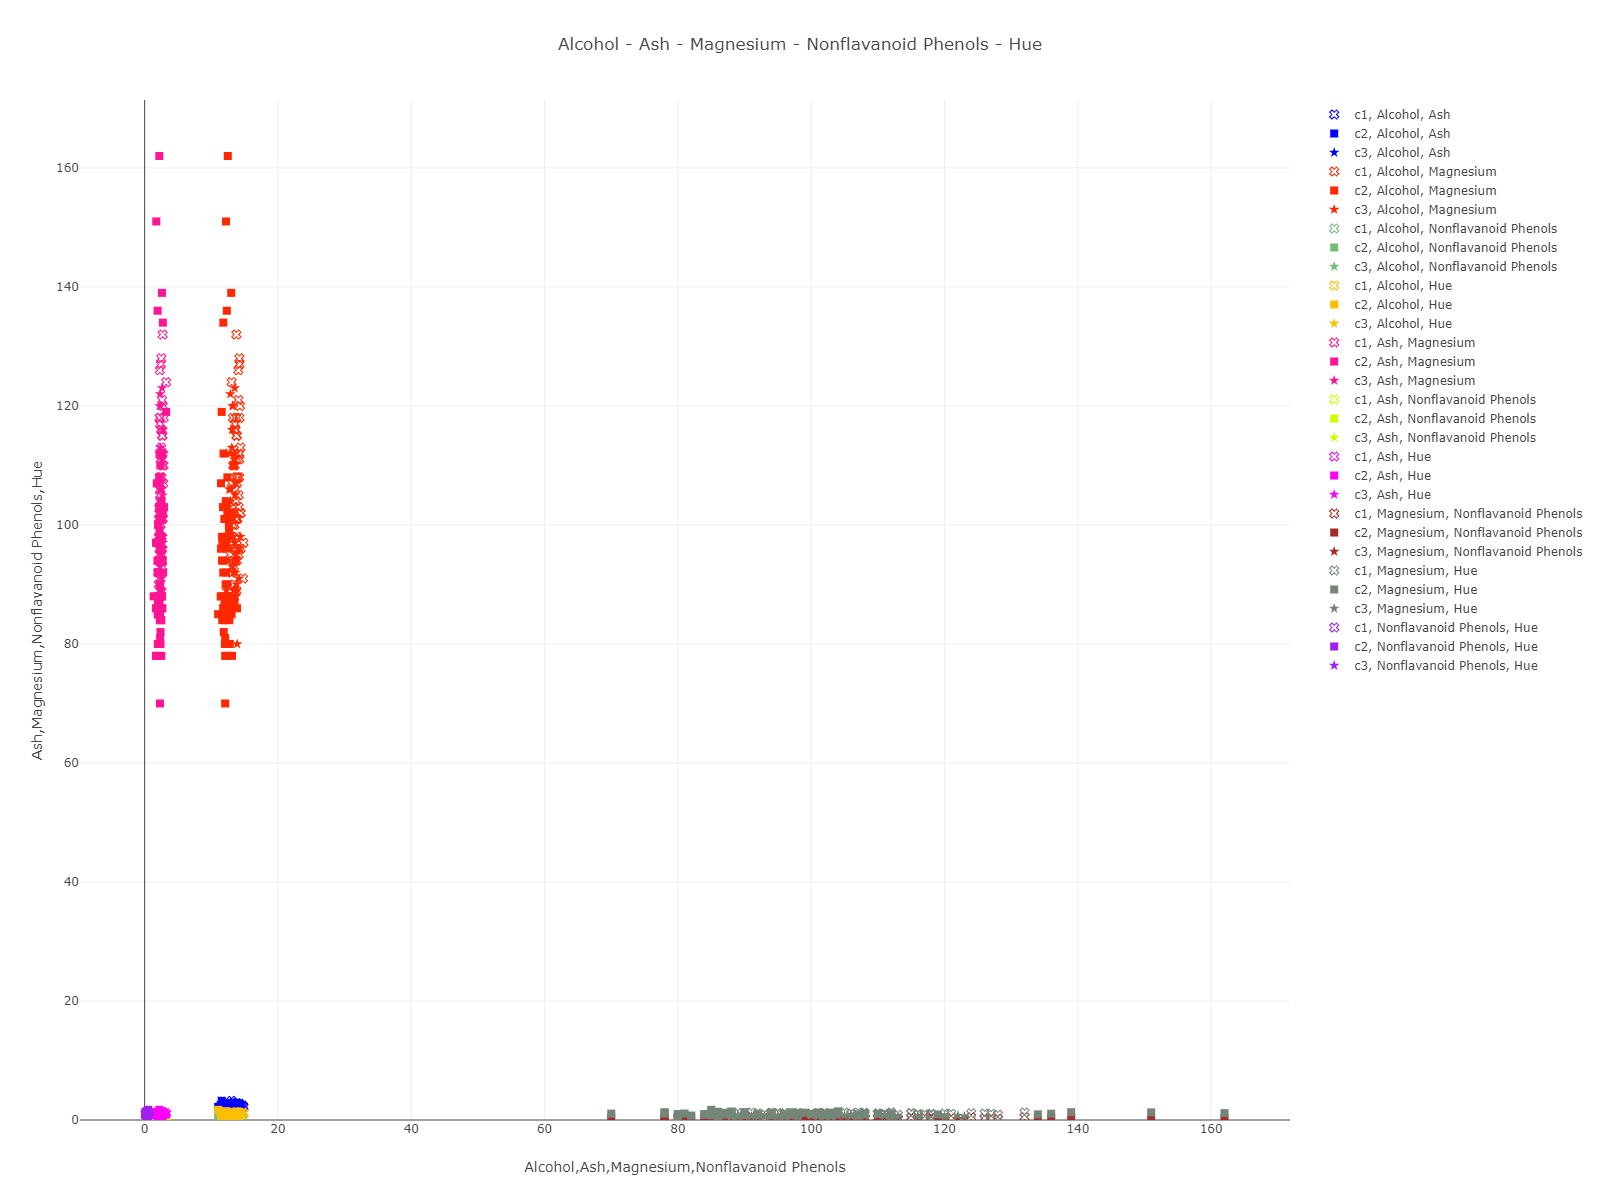 Alcohol - Ash - Magnesium - Nonflavanoid Phenols - Hue
c1, Alcohol, Ash
c2, Alcohol, Ash
c3, Alcohol, Ash
c1, Alcohol, Magnesium
c2, Alcohol, Magnesium
c3, Alcohol, Magnesium
c1, Alcohol, Nonflavanoid Phenols
c2, Alcohol, Nonflavanoid Phenols
c3, Alcohol, Nonflavanoid Phenols
c1, Alcohol, Hue
c2, Alcohol, Hue
c3, Alcohol, Hue
c1, Ash, Magnesium
c2, Ash, Magnesium
c3, Ash, Magnesium
c1, Ash, Nonflavanoid Phenols
c2, Ash, Nonflavanoid Phenols
c3, Ash, Nonflavanoid Phenols
c1, Ash, Hue
c2, Ash, Hue
c3, Ash, Hue
c1, Magnesium, Nonflavanoid Phenols
c2, Magnesium, Nonflavanoid Phenols
c3, Magnesium, Nonflavanoid Phenols
c1, Magnesium, Hue
c2, Magnesium, Hue
c3, Magnesium, Hue
c1, Nonflavanoid Phenols, Hue
c2, Nonflavanoid Phenols, Hue
c3, Nonflavanoid Phenols, Hue
160
140
120
100
80
60
40
20
0
Ash,Magnesium,Nonflavanoid Phenols,Hue
0 20 40 60 80 100 120 140 160
Alcohol,Ash,Magnesium,Nonflavanoid Phenols